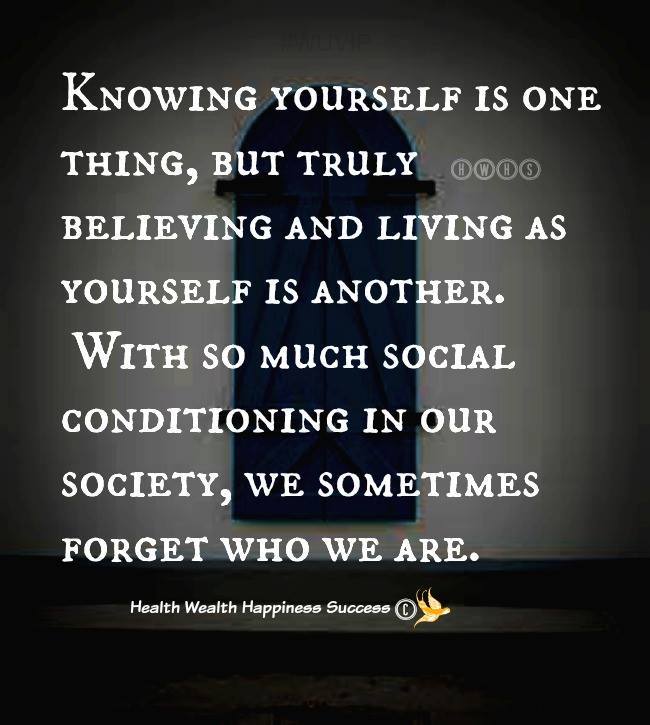 #WUVIP
Knowing yourself is one
thing, but truly HWHS
believing and living as
yourself is another.
With so much social
conditioning in our
society, we sometimes
forget who we are.
Health Wealth Happiness Success ©